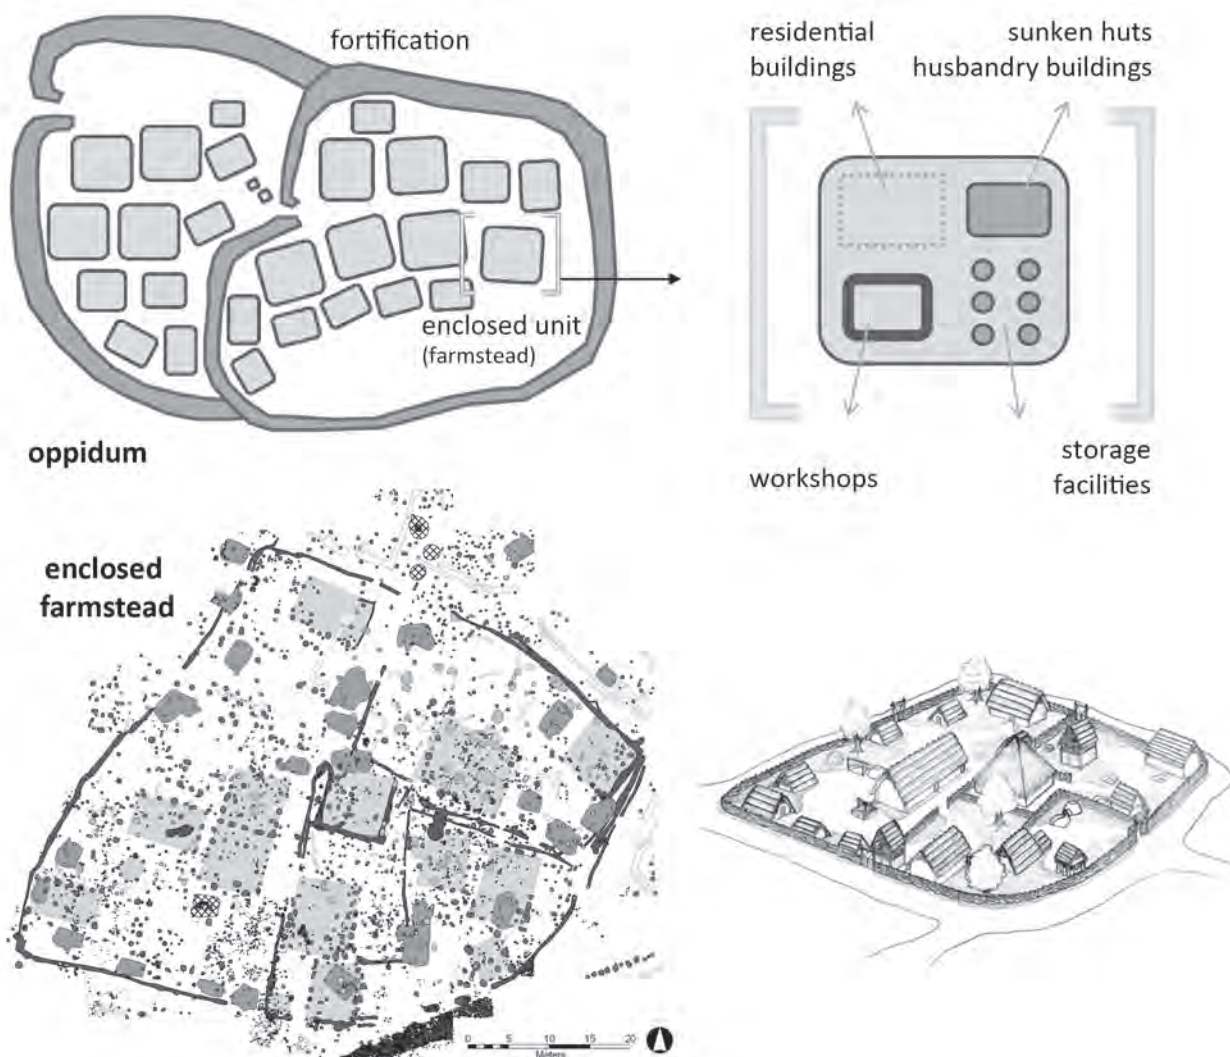 fortification
residential
buildings
sunken huts
husbandry buildings
enclosed unit
(farmstead)
oppidum
workshops
storage
facilities
enclosed
farmstead
0 5 10 15 20
Meters